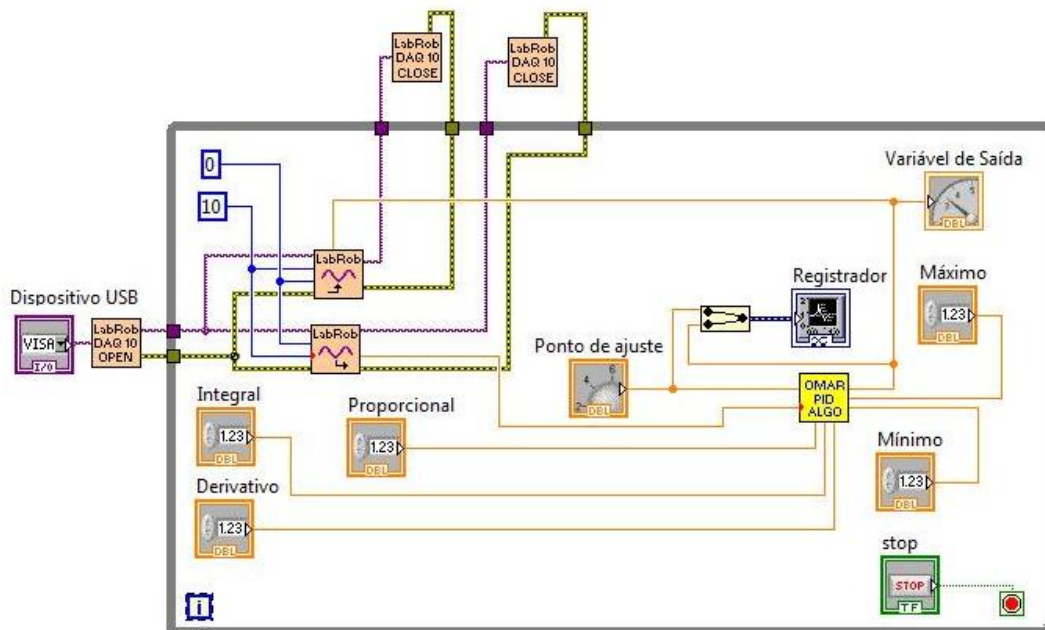 LabRob
DAQ 10
CLOSE
LabRob
DAQ 10
CLOSE
0
10
Variável de Saída
DBL
LabRob
Dispositivo USB
VISA
I/O
LabRob
DAQ 10
OPEN
LabRob
Registrador
Máximo
1.23
DBL
Ponto de ajuste
DBL
OMAR
PID
ALGO
Integral
1.23
DBL
Proporcional
1.23
DBL
Mínimo
1.23
DBL
Derivativo
1.23
DBL
stop
STOP
TF
i